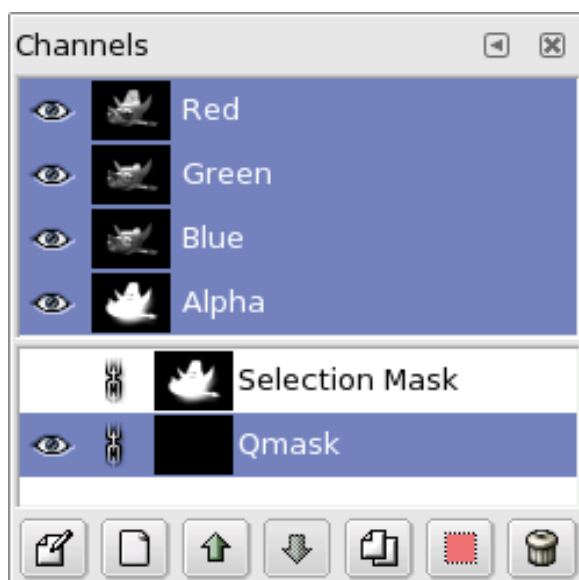 Channels
Red
Green
Blue
Alpha
Selection Mask
Qmask